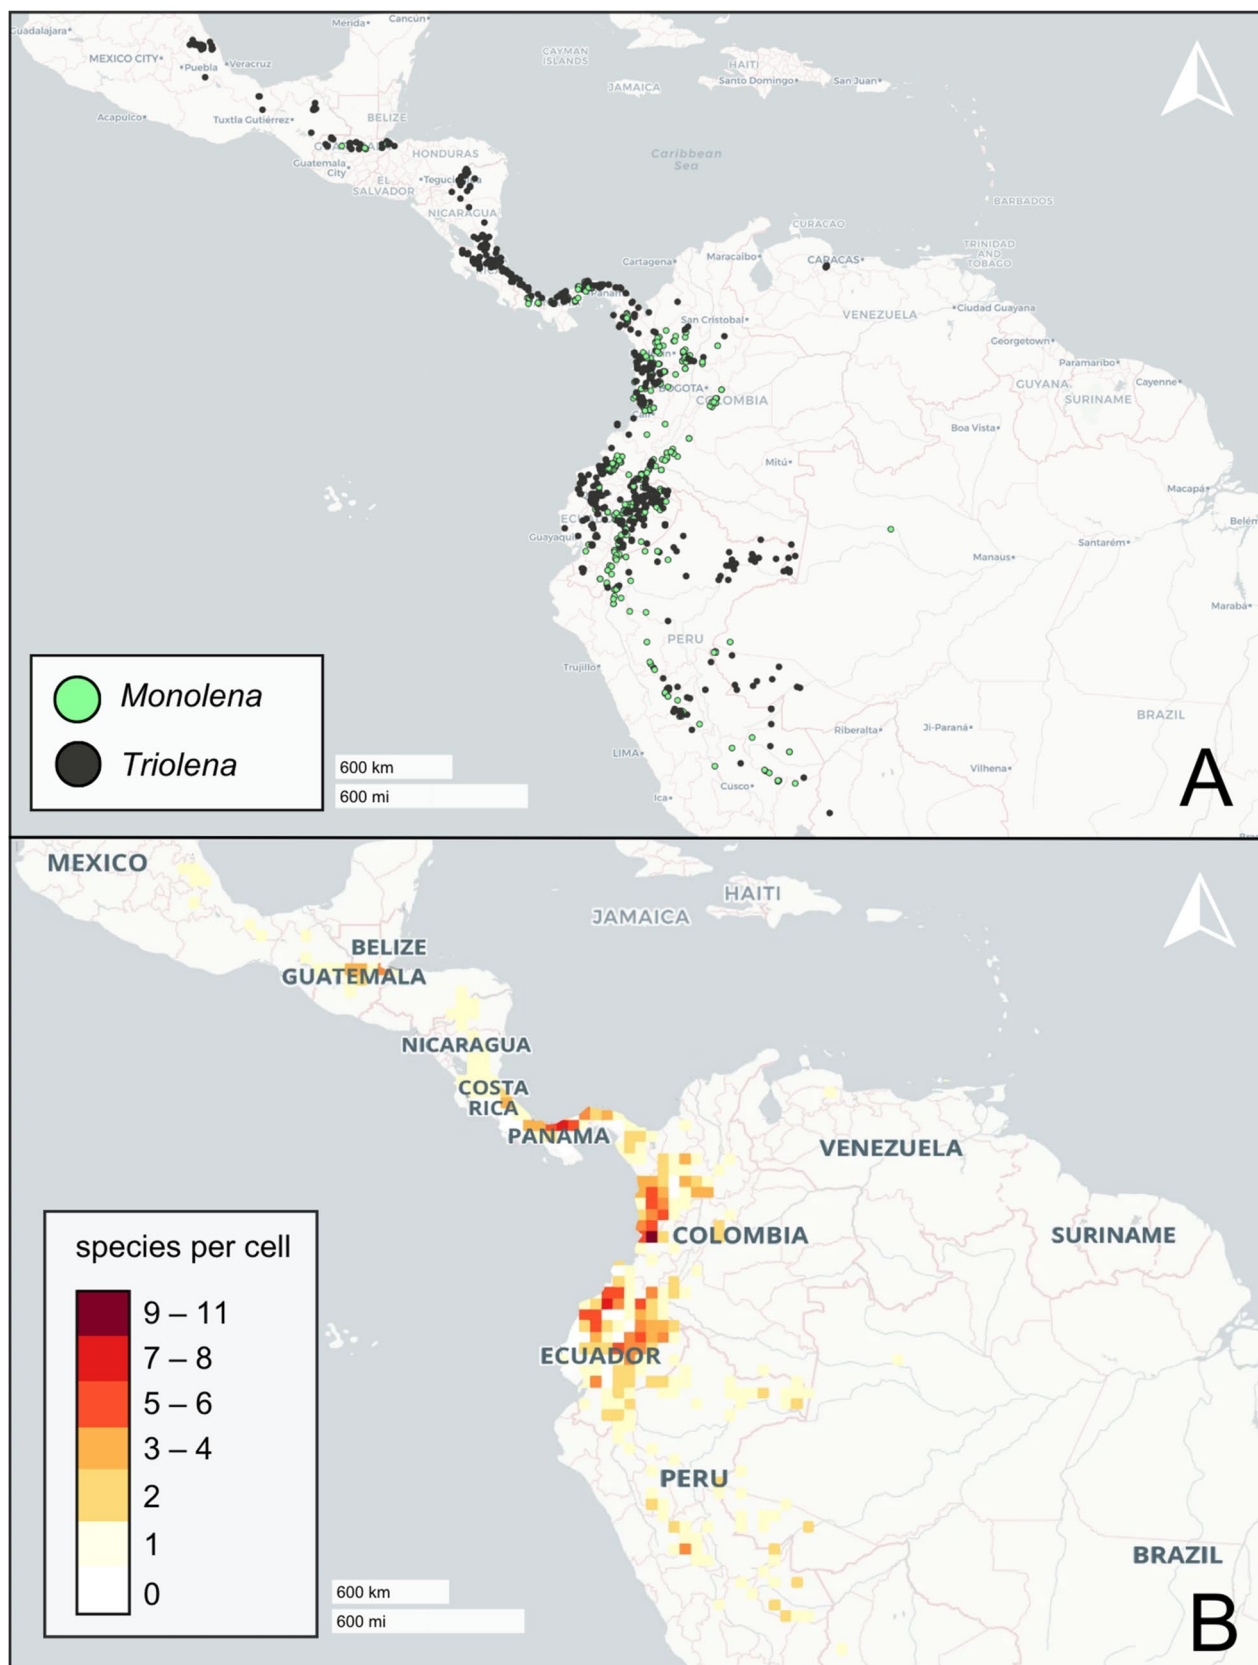 Guadalajara
Mérida
Cancún
MEXICO CITY
Puebla
Veracruz
CAYMAN
ISLANDS
HAITI
JAMAICA
Santo Domingo
San Juan
Acapulco
Tuxtla Gutiérrez
BELIZE
HONDURAS
Guatemala
City
EL
SALVADOR
NICARAGUA
Caribbean
Sea
BARBADOS
CURAÇAO
TRINIDAD
AND
TOBAGO
Cartagena
Maracaibo
CARACAS
San Cristobal
VENEZUELA
Ciudad Guayana
Georgetown
Paramaribo
Cayenne
GUYANA
SURINAME
BOGOTA
COLOMBIA
Boa Vista
Mitú
Macapá
Belém
Guayaquil
Manaus
Santarém
Marabá
PERU
Trujillo
BRAZIL
Riberalta
Ji-Paraná
LIMA
Vilhena
Cusco
Ica
Monolena
Triolena
600 km
600 mi
A
MEXICO
HAITI
JAMAICA
BELIZE
GUATEMALA
NICARAGUA
COSTA
RICA
PANAMA
VENEZUELA
COLOMBIA
SURINAME
ECUADOR
PERU
BRAZIL
species per cell
9 – 11
7 – 8
5 – 6
3 – 4
2
1
0
600 km
600 mi
B